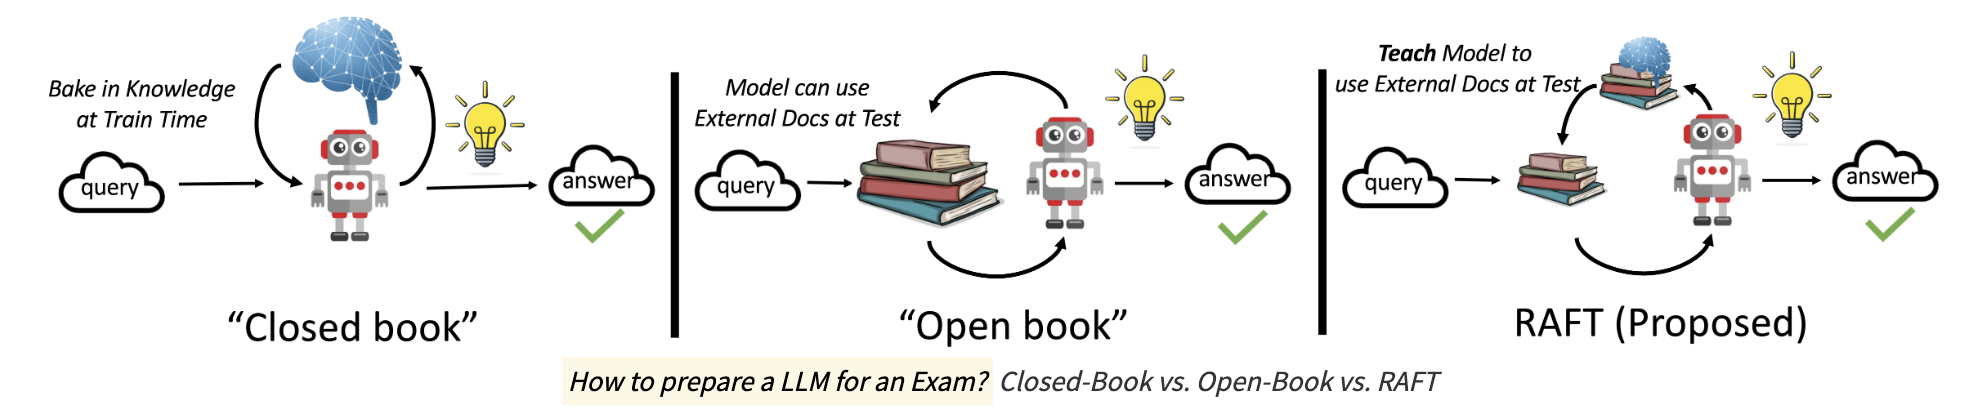 Bake in Knowledge
at Train Time
query
answer
“Closed book”
Model can use
External Docs at Test
query
answer
“Open book”
Teach Model to
use External Docs at Test
query
answer
RAFT (Proposed)
How to prepare a LLM for an Exam? Closed-Book vs. Open-Book vs. RAFT